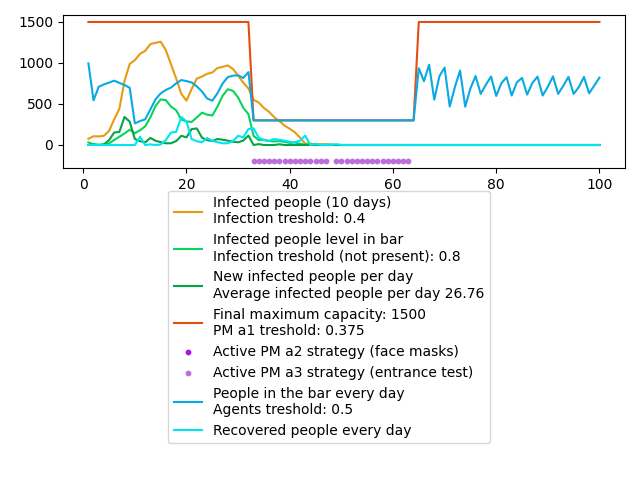 1500
1000
500
0
0 20 40 60 80 100
Infected people (10 days)
Infection treshold: 0.4
Infected people level in bar
Infection treshold (not present): 0.8
New infected people per day
Average infected people per day 26.76
Final maximum capacity: 1500
PM a1 treshold: 0.375
Active PM a2 strategy (face masks)
Active PM a3 strategy (entrance test)
People in the bar every day
Agents treshold: 0.5
Recovered people every day